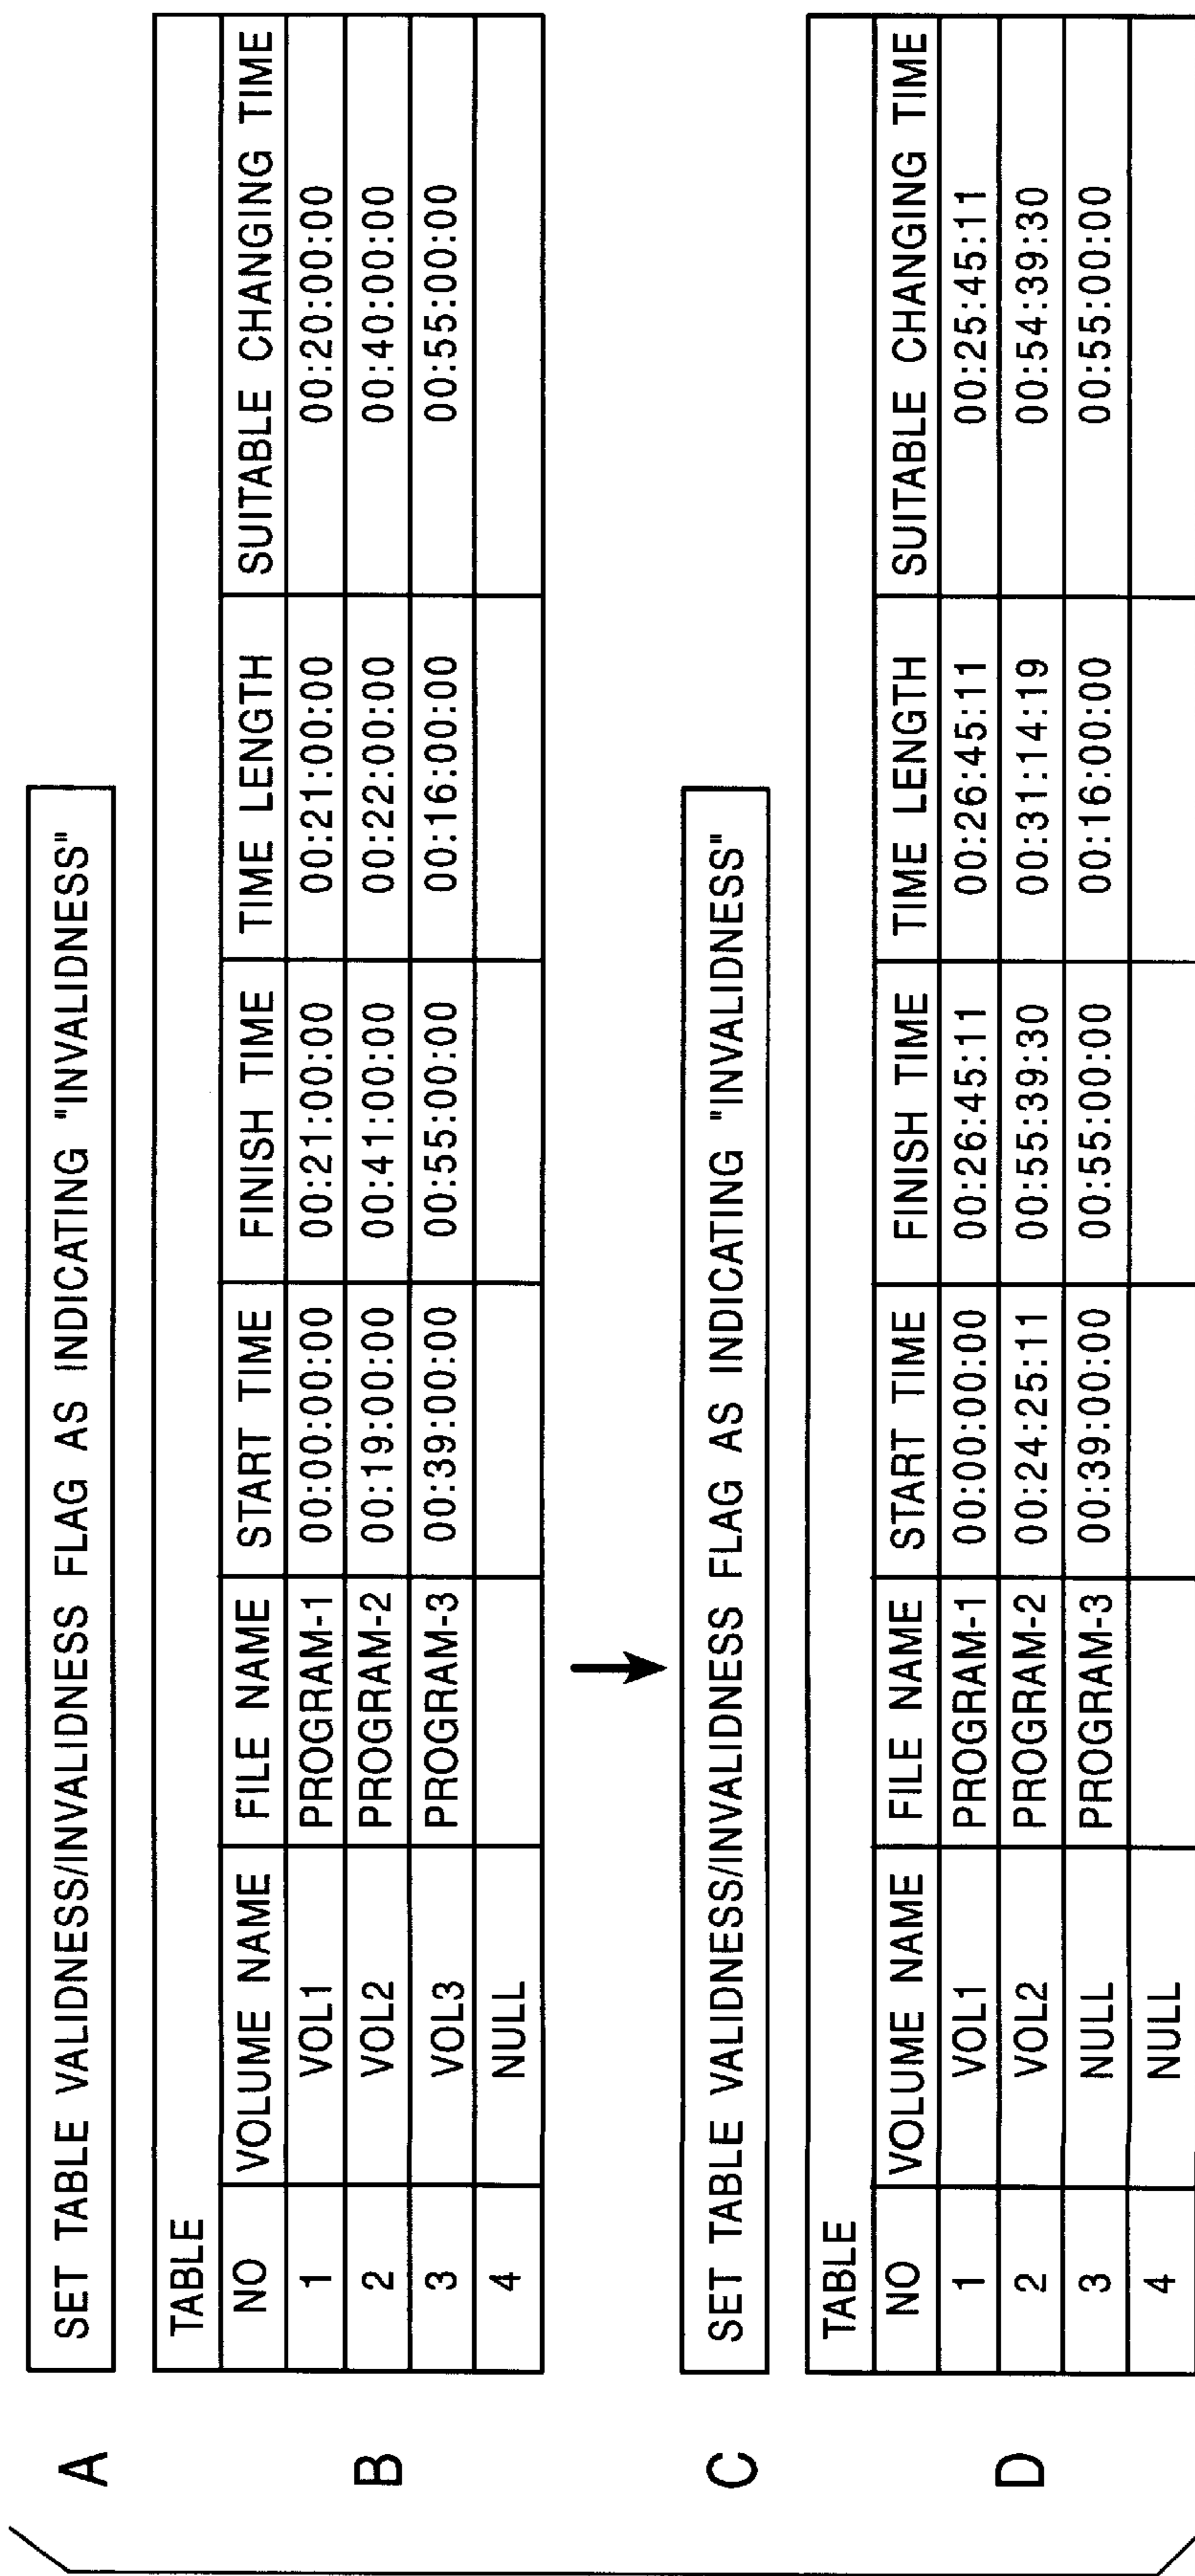 A
SET TABLE VALIDNESS/INVALIDNESS FLAG AS INDICATING "INVALIDNESS"
B
TABLE
NO VOLUME NAME FILE NAME START TIME FINISH TIME TIME LENGTH SUITABLE CHANGING TIME
1 VOL1 PROGRAM-1 00:00:00:00 00:21:00:00 00:21:00:00 00:20:00:00
2 VOL2 PROGRAM-2 00:19:00:00 00:41:00:00 00:22:00:00 00:40:00:00
3 VOL3 PROGRAM-3 00:39:00:00 00:55:00:00 00:16:00:00 00:55:00:00
4 NULL
C
SET TABLE VALIDNESS/INVALIDNESS FLAG AS INDICATING "INVALIDNESS"
D
TABLE
NO VOLUME NAME FILE NAME START TIME FINISH TIME TIME LENGTH SUITABLE CHANGING TIME
1 VOL1 PROGRAM-1 00:00:00:00 00:26:45:11 00:26:45:11 00:25:45:11
2 VOL2 PROGRAM-2 00:24:25:11 00:55:39:30 00:31:14:19 00:54:39:30
3 NULL PROGRAM-3 00:39:00:00 00:55:00:00 00:16:00:00 00:55:00:00
4 NULL